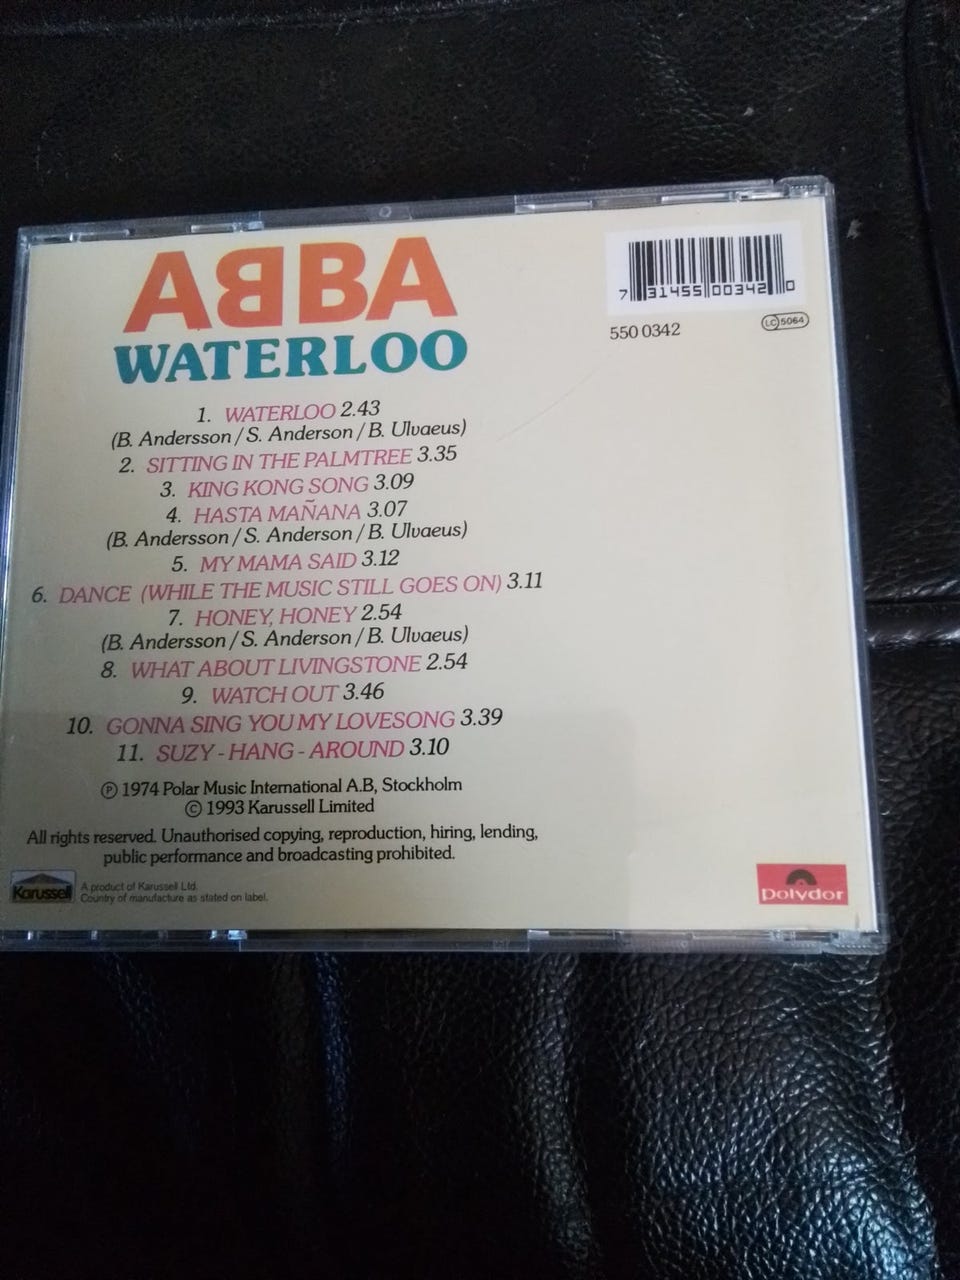 ABBA
WATERLOO
7 31455 00342 0
550 0342
LC 5064
1. WATERLOO 2.43
(B. Andersson / S. Anderson / B. Ulvaeus)
2. SITTING IN THE PALMTREE 3.35
3. KING KONG SONG 3.09
4. HASTA MAÑANA 3.07
(B. Andersson / S. Anderson / B. Ulvaeus)
5. MY MAMA SAID 3.12
6. DANCE (WHILE THE MUSIC STILL GOES ON) 3.11
7. HONEY, HONEY 2.54
(B. Andersson / S. Anderson / B. Ulvaeus)
8. WHAT ABOUT LIVINGSTONE 2.54
9. WATCH OUT 3.46
10. GONNA SING YOU MY LOVESONG 3.39
11. SUZY - HANG - AROUND 3.10
℗ 1974 Polar Music International A.B, Stockholm
© 1993 Karussell Limited
All rights reserved. Unauthorised copying, reproduction, hiring, lending,
public performance and broadcasting prohibited.
Karussell
A product of Karussell Ltd.
Country of manufacture as stated on label.
Polydor